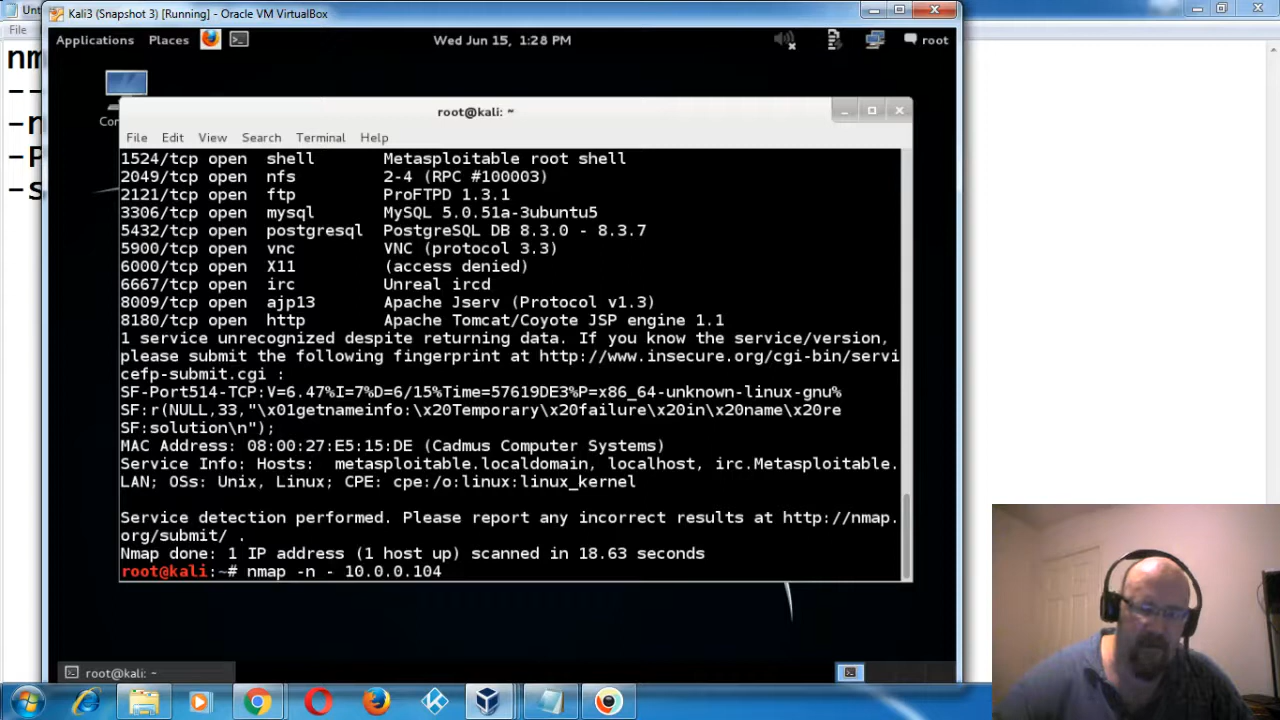 Unt
Kali3 (Snapshot 3) [Running] - Oracle VM VirtualBox
File
Applications Places Wed Jun 15, 1:28 PM root
nm
--
-n
-P
-s
root@kali: ~
File Edit View Search Terminal Help
1524/tcp open shell Metasploitable root shell
2049/tcp open nfs 2-4 (RPC #100003)
2121/tcp open ftp ProFTPD 1.3.1
3306/tcp open mysql MySQL 5.0.51a-3ubuntu5
5432/tcp open postgresql PostgreSQL DB 8.3.0 - 8.3.7
5900/tcp open vnc VNC (protocol 3.3)
6000/tcp open X11 (access denied)
6667/tcp open irc Unreal ircd
8009/tcp open ajp13 Apache Jserv (Protocol v1.3)
8180/tcp open http Apache Tomcat/Coyote JSP engine 1.1
1 service unrecognized despite returning data. If you know the service/version,
please submit the following fingerprint at http://www.insecure.org/cgi-bin/servi
cefp-submit.cgi :
SF-Port514-TCP:V=6.47%I=7%D=6/15%Time=57619DE3%P=x86_64-unknown-linux-gnu%
SF:r(NULL,33,"\x01getnameinfo:\x20Temporary\x20failure\x20in\x20name\x20re
SF:solution\n");
MAC Address: 08:00:27:E5:15:DE (Cadmus Computer Systems)
Service Info: Hosts:  metasploitable.localdomain, localhost, irc.Metasploitable.
LAN; OSs: Unix, Linux; CPE: cpe:/o:linux:linux_kernel
Service detection performed. Please report any incorrect results at http://nmap.
org/submit/ .
Nmap done: 1 IP address (1 host up) scanned in 18.63 seconds
root@kali:~# nmap -n - 10.0.0.104
root@kali: ~